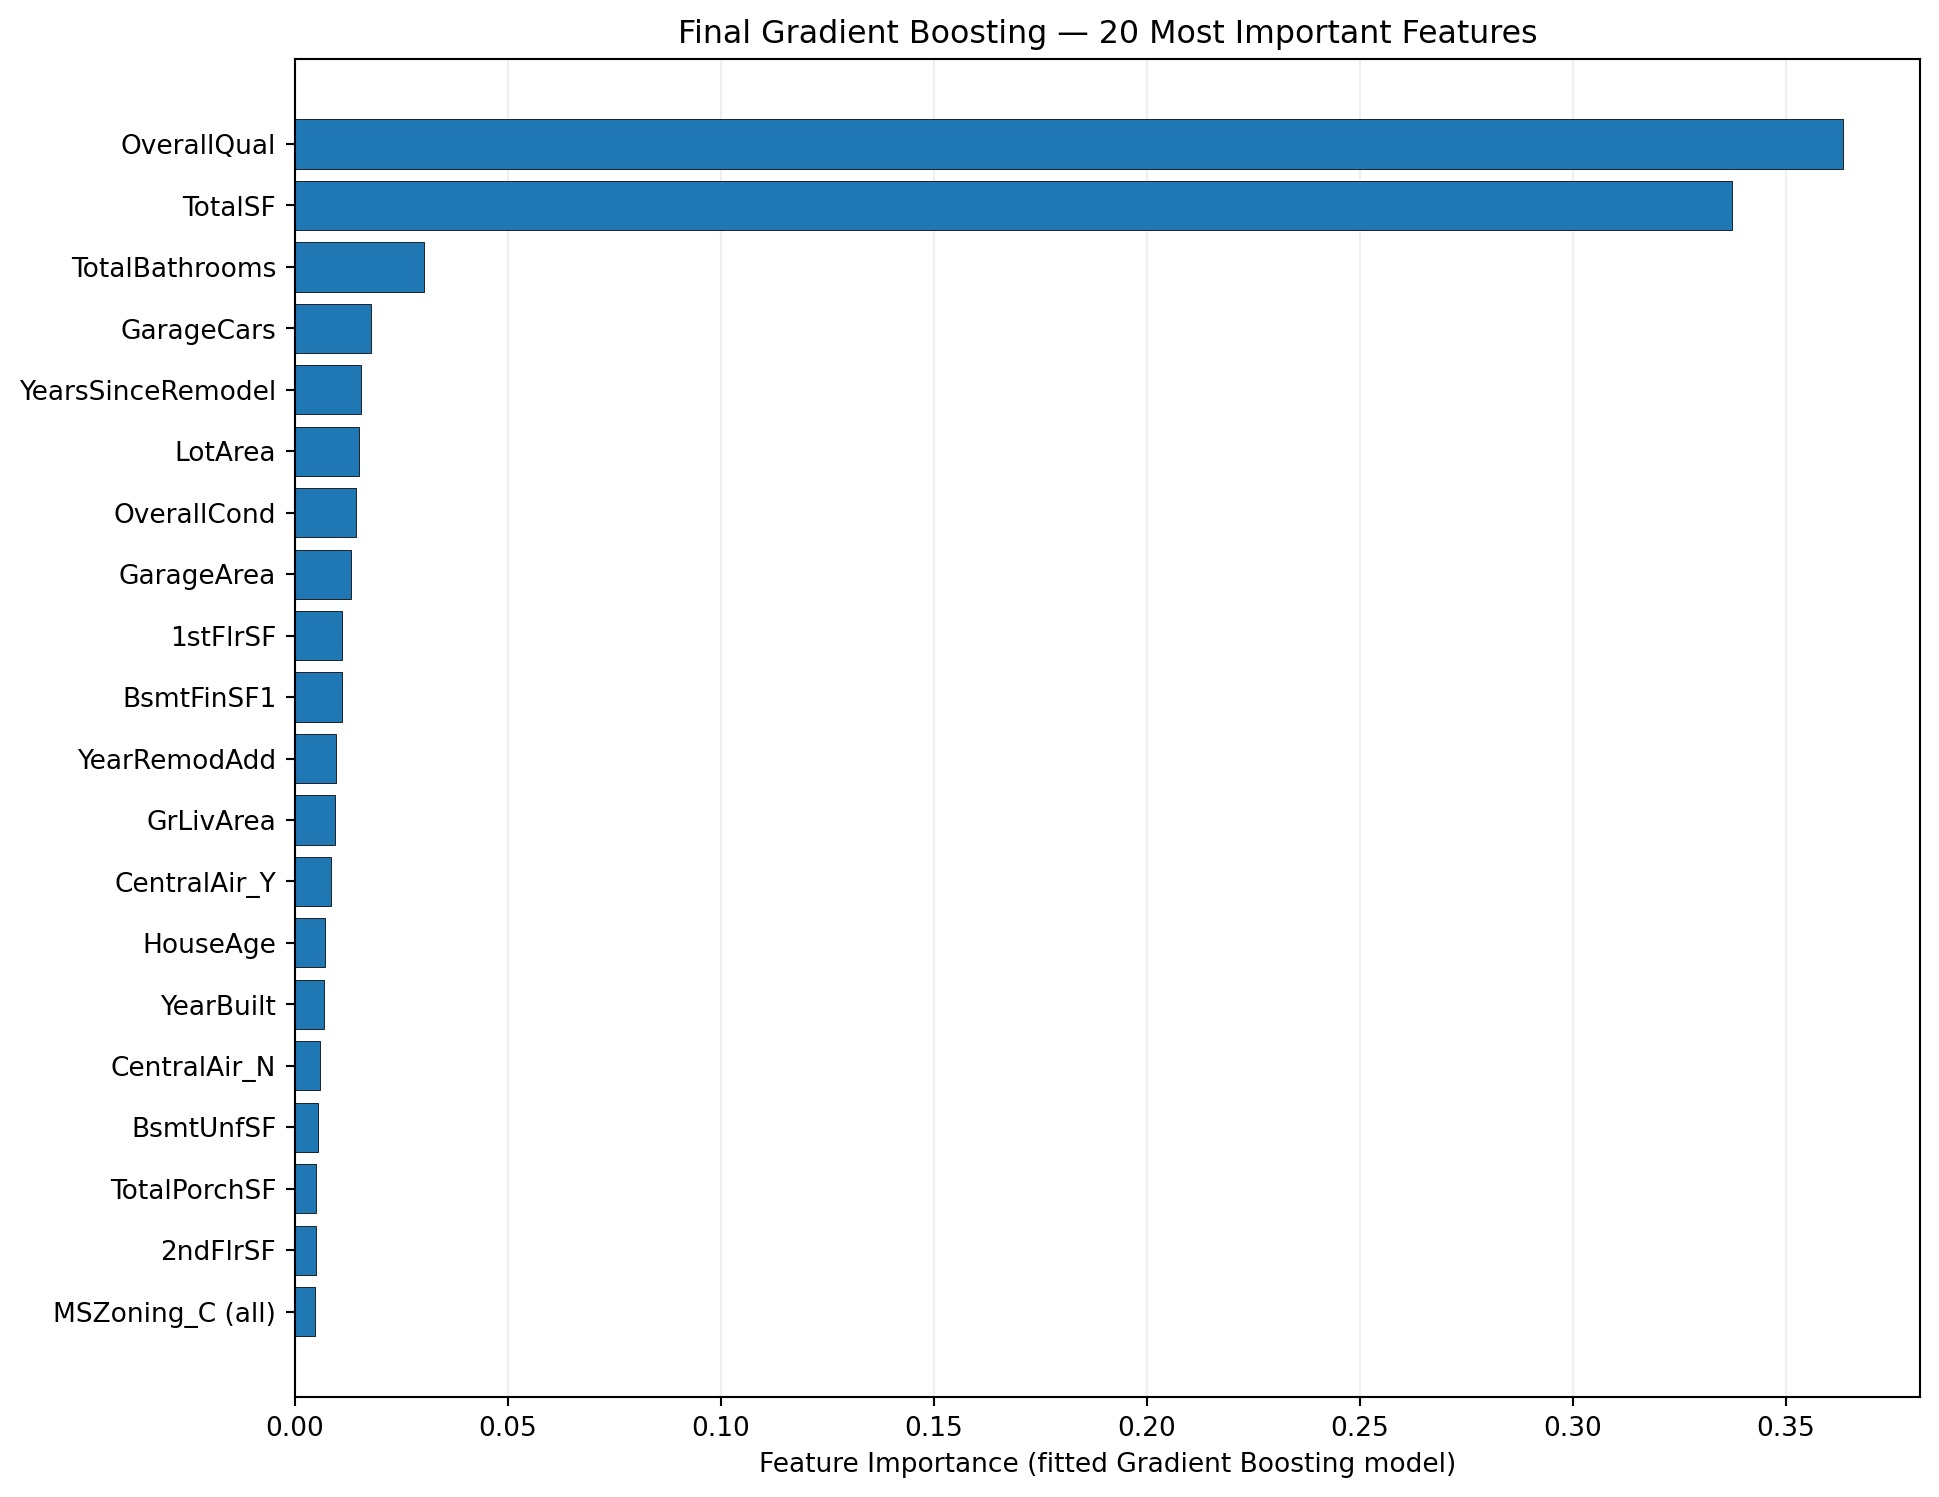 Final Gradient Boosting — 20 Most Important Features
OverallQual
TotalSF
TotalBathrooms
GarageCars
YearsSinceRemodel
LotArea
OverallCond
GarageArea
1stFlrSF
BsmtFinSF1
YearRemodAdd
GrLivArea
CentralAir_Y
HouseAge
YearBuilt
CentralAir_N
BsmtUnfSF
TotalPorchSF
2ndFlrSF
MSZoning_C (all)
0.00 0.05 0.10 0.15 0.20 0.25 0.30 0.35
Feature Importance (fitted Gradient Boosting model)